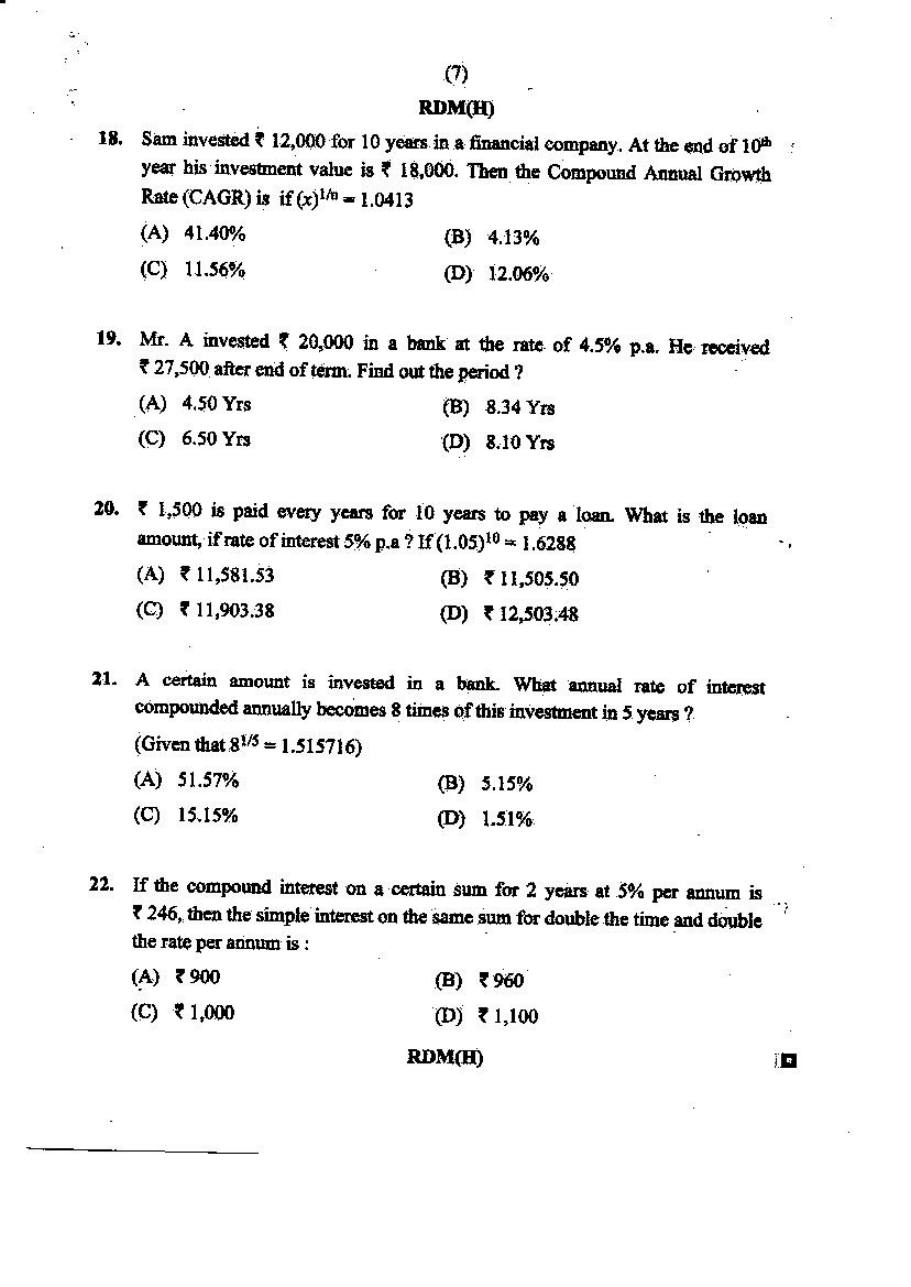 (7)
RDM(H)
18. Sam invested ₹ 12,000 for 10 years in a financial company. At the end of 10th
year his investment value is ₹ 18,000. Then the Compound Annual Growth
Rate (CAGR) is if (x)^1/n = 1.0413
(A) 41.40% (B) 4.13%
(C) 11.56% (D) 12.06%
19. Mr. A invested ₹ 20,000 in a bank at the rate of 4.5% p.a. He received
₹ 27,500 after end of term. Find out the period ?
(A) 4.50 Yrs (B) 8.34 Yrs
(C) 6.50 Yrs (D) 8.10 Yrs
20. ₹ 1,500 is paid every years for 10 years to pay a loan. What is the loan
amount, if rate of interest 5% p.a ? If (1.05)^10 = 1.6288
(A) ₹ 11,581.53 (B) ₹ 11,505.50
(C) ₹ 11,903.38 (D) ₹ 12,503.48
21. A certain amount is invested in a bank. What annual rate of interest
compounded annually becomes 8 times of this investment in 5 years ?
(Given that 8^1/5 = 1.515716)
(A) 51.57% (B) 5.15%
(C) 15.15% (D) 1.51%
22. If the compound interest on a certain sum for 2 years at 5% per annum is
₹ 246, then the simple interest on the same sum for double the time and double
the rate per annum is :
(A) ₹ 900 (B) ₹ 960
(C) ₹ 1,000 (D) ₹ 1,100
RDM(H)